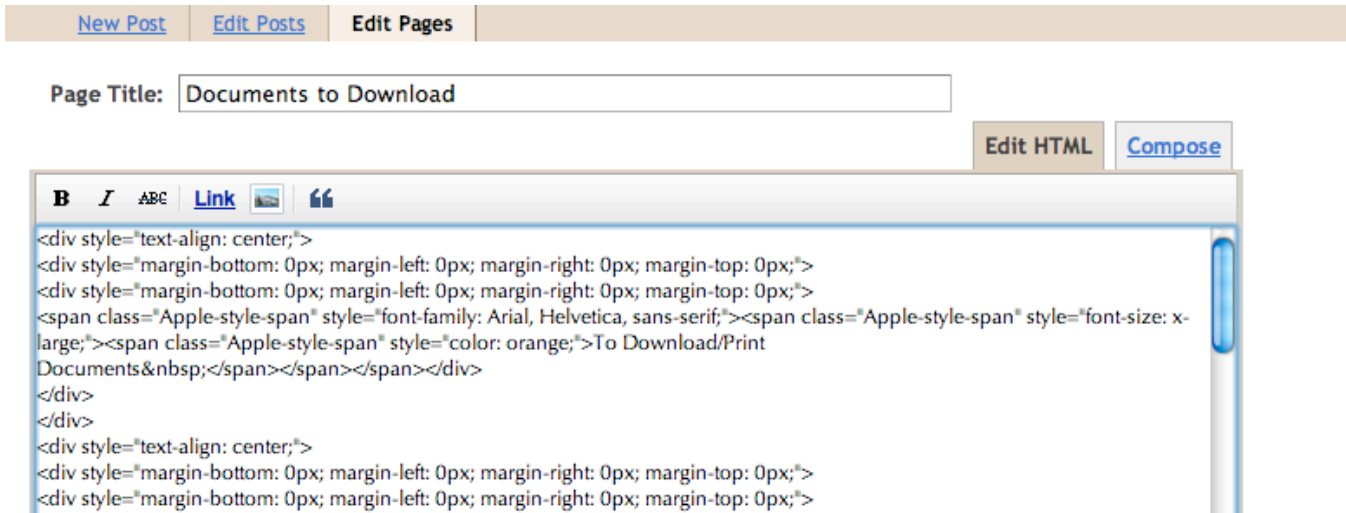 New Post Edit Posts Edit Pages
Page Title: Documents to Download
Edit HTML Compose
B I ABC Link “
<div style="text-align: center;">
<div style="margin-bottom: 0px; margin-left: 0px; margin-right: 0px; margin-top: 0px;">
<div style="margin-bottom: 0px; margin-left: 0px; margin-right: 0px; margin-top: 0px;">
<span class="Apple-style-span" style="font-family: Arial, Helvetica, sans-serif;"><span class="Apple-style-span" style="font-size: x-
large;"><span class="Apple-style-span" style="color: orange;">To Download/Print
Documents&nbsp;</span></span></span></div>
</div>
</div>
<div style="text-align: center;">
<div style="margin-bottom: 0px; margin-left: 0px; margin-right: 0px; margin-top: 0px;">
<div style="margin-bottom: 0px; margin-left: 0px; margin-right: 0px; margin-top: 0px;">